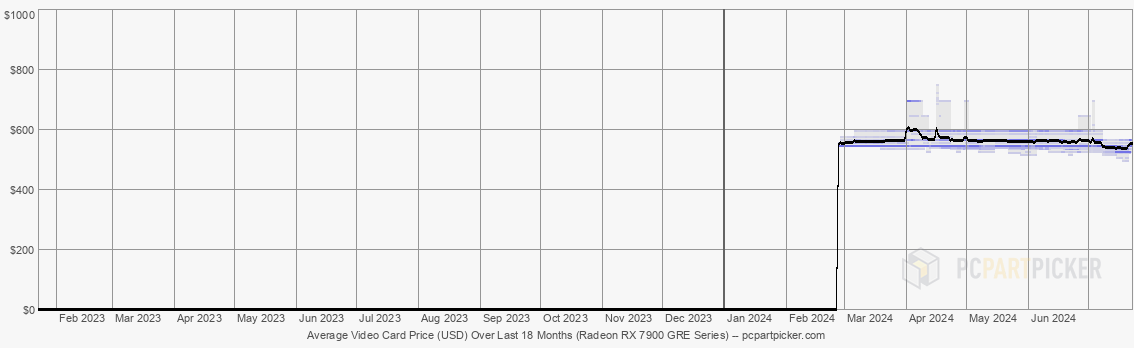 $1000
$800
$600
$400
$200
$0
Feb 2023 Mar 2023 Apr 2023 May 2023 Jun 2023 Jul 2023 Aug 2023 Sep 2023 Oct 2023 Nov 2023 Dec 2023 Jan 2024 Feb 2024 Mar 2024 Apr 2024 May 2024 Jun 2024
PCPARTPICKER
Average Video Card Price (USD) Over Last 18 Months (Radeon RX 7900 GRE Series) – pcpartpicker.com